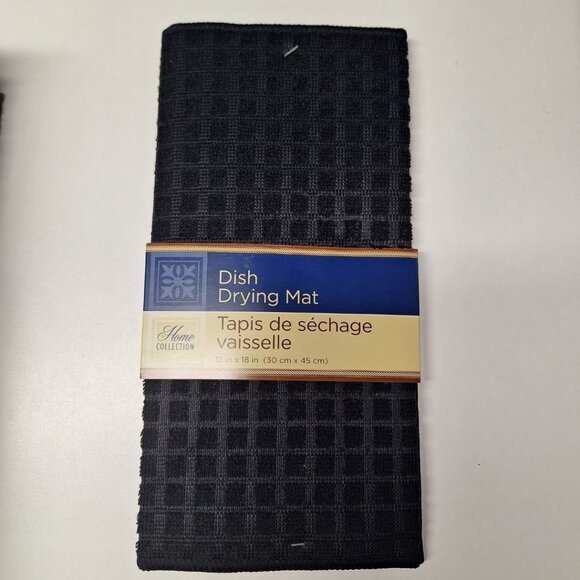 Dish
Drying Mat
Home
COLLECTION
Tapis de séchage
vaisselle
12 in x 18 in (30 cm x 45 cm)